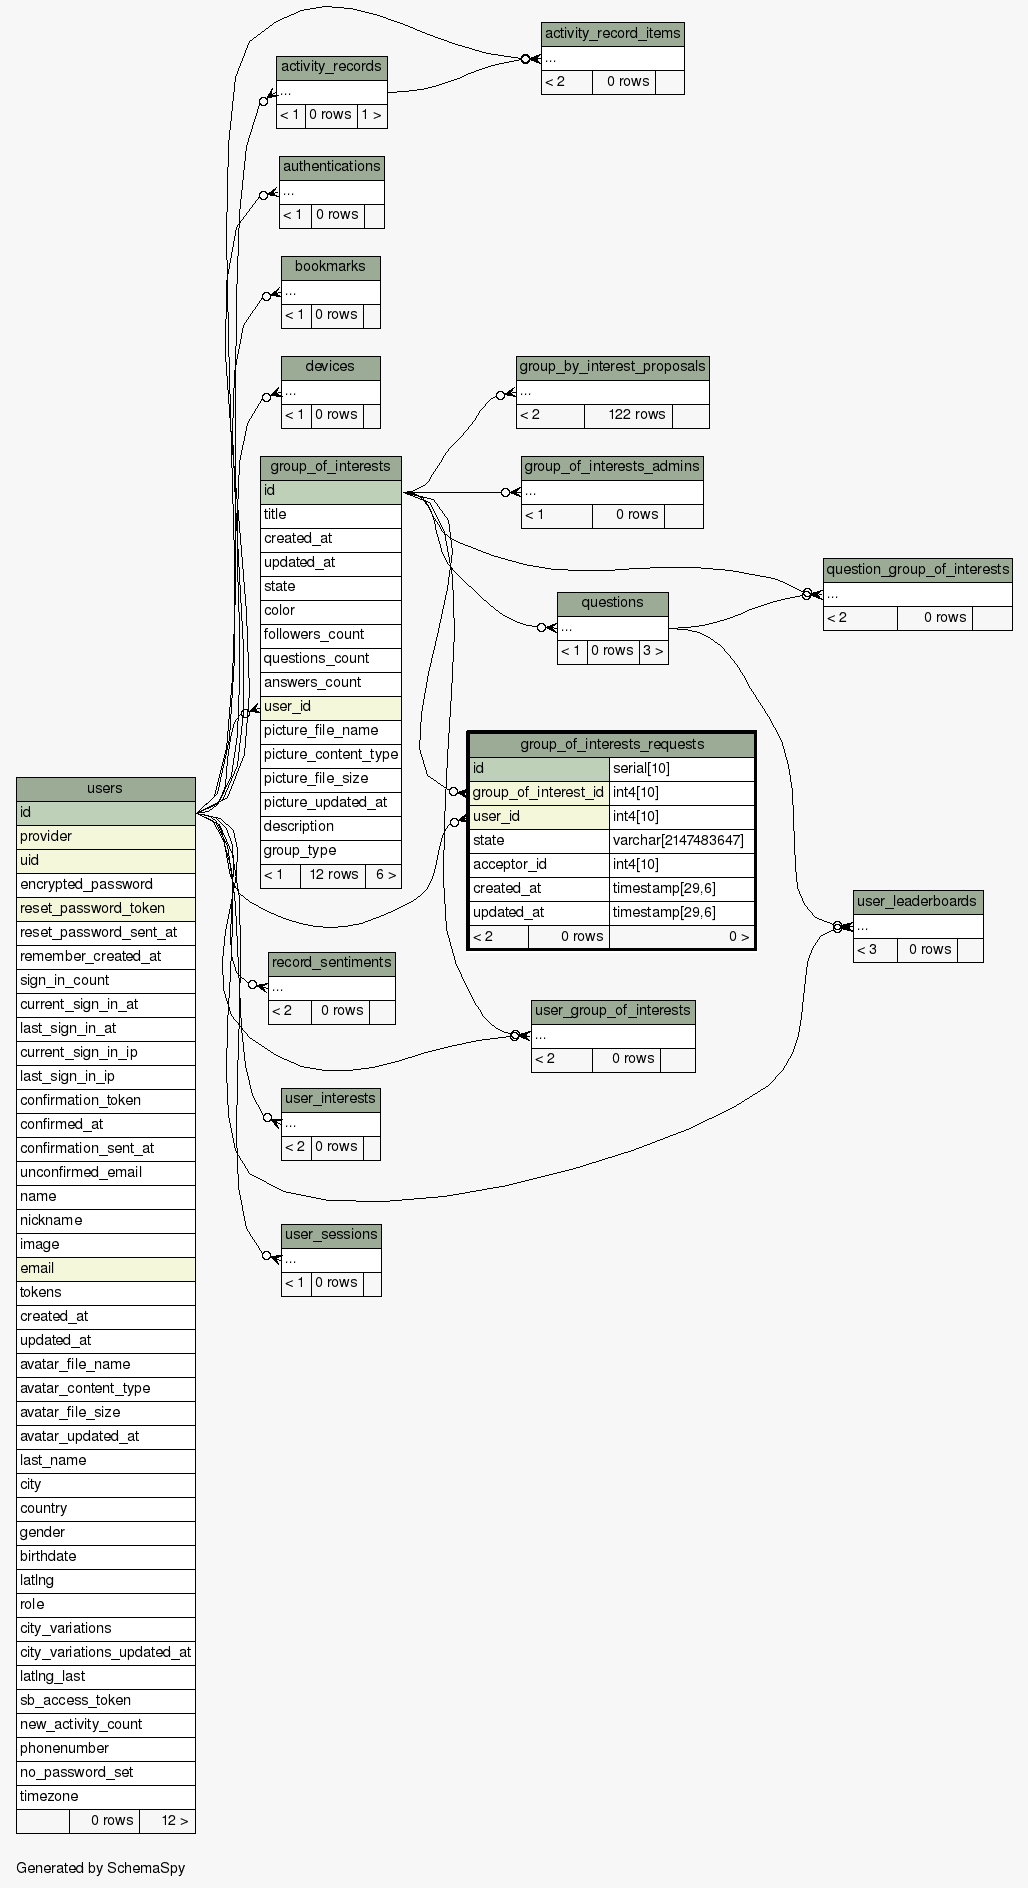 activity_record_items
...
< 2 0 rows
activity_records
...
< 1 0 rows 1 >
authentications
...
< 1 0 rows
bookmarks
...
< 1 0 rows
devices
...
< 1 0 rows
group_by_interest_proposals
...
< 2 122 rows
group_of_interests
id
title
created_at
updated_at
state
color
followers_count
questions_count
answers_count
user_id
picture_file_name
picture_content_type
picture_file_size
picture_updated_at
description
group_type
< 1 12 rows 6 >
group_of_interests_admins
...
< 1 0 rows
question_group_of_interests
...
< 2 0 rows
questions
...
< 1 0 rows 3 >
group_of_interests_requests
id serial[10]
group_of_interest_id int4[10]
user_id int4[10]
state varchar[2147483647]
acceptor_id int4[10]
created_at timestamp[29,6]
updated_at timestamp[29,6]
< 2 0 rows 0 >
users
id
provider
uid
encrypted_password
reset_password_token
reset_password_sent_at
remember_created_at
sign_in_count
current_sign_in_at
last_sign_in_at
current_sign_in_ip
last_sign_in_ip
confirmation_token
confirmed_at
confirmation_sent_at
unconfirmed_email
name
nickname
image
email
tokens
created_at
updated_at
avatar_file_name
avatar_content_type
avatar_file_size
avatar_updated_at
last_name
city
country
gender
birthdate
latlng
role
city_variations
city_variations_updated_at
latlng_last
sb_access_token
new_activity_count
phonenumber
no_password_set
timezone
0 rows 12 >
user_leaderboards
...
< 3 0 rows
record_sentiments
...
< 2 0 rows
user_group_of_interests
...
< 2 0 rows
user_interests
...
< 2 0 rows
user_sessions
...
< 1 0 rows
Generated by SchemaSpy